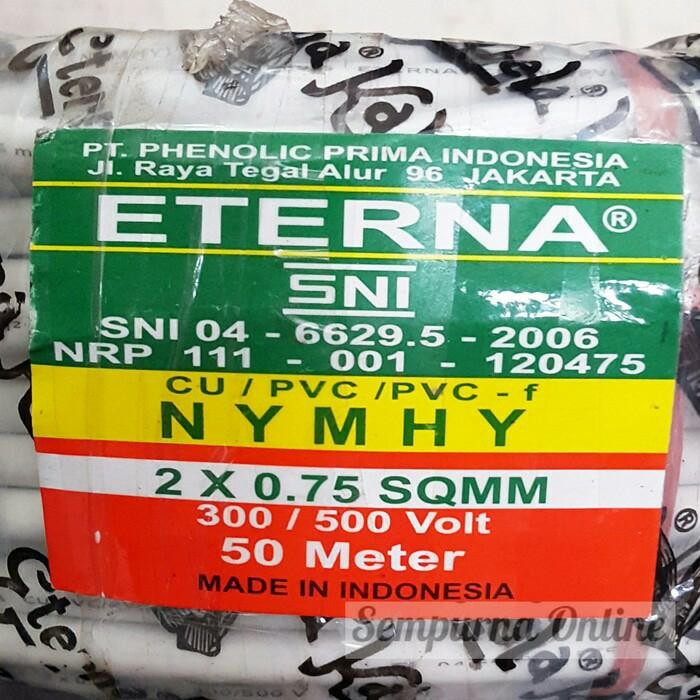 ETERNA
PT. PHENOLIC PRIMA INDONESIA
Jl. Raya Tegal Alur 96 JAKARTA
ETERNA®
SNI
SNI 04 - 6629.5 - 2006
NRP 111 - 001 - 120475
CU / PVC / PVC - f
NYMHY
2 X 0.75 SQMM
300 / 500 Volt
50 Meter
MADE IN INDONESIA
Sempurna Online